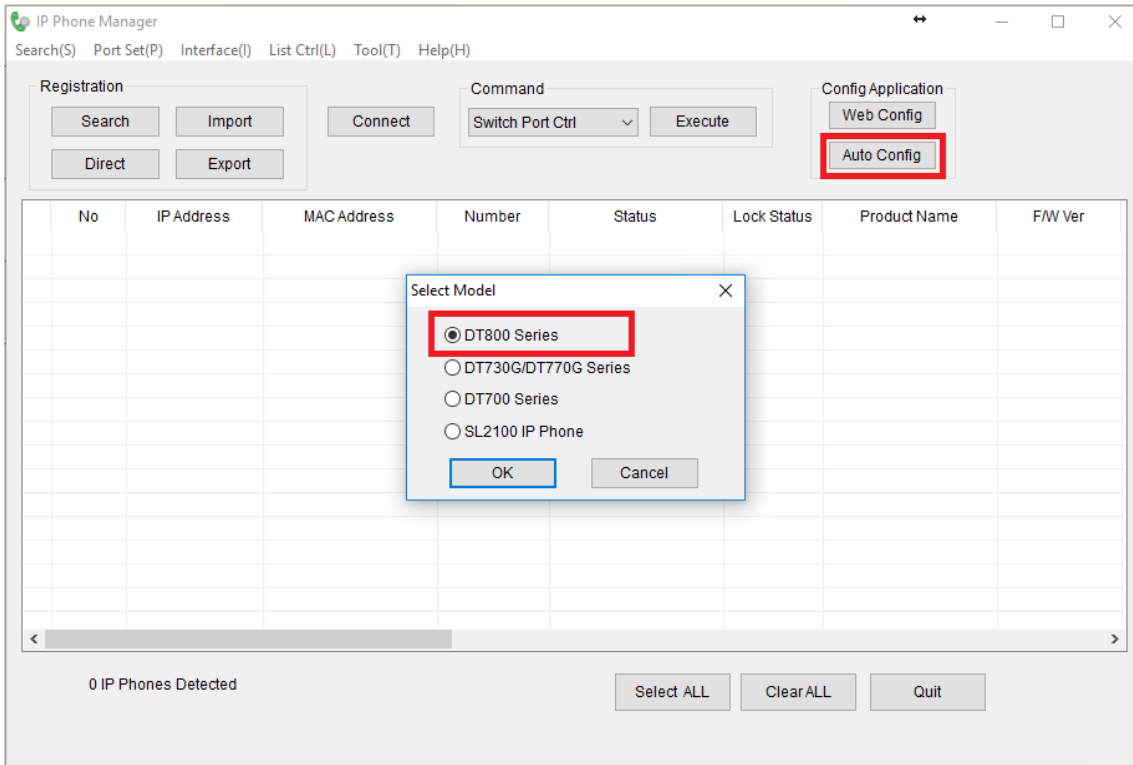 IP Phone Manager
Search(S) Port Set(P) Interface(I) List Ctrl(L) Tool(T) Help(H)
Registration
Search Import
Direct Export
Connect
Command
Switch Port Ctrl Execute
Config Application
Web Config
Auto Config
No IP Address MAC Address Number Status Lock Status Product Name F/W Ver
Select Model
DT800 Series
DT730G/DT770G Series
DT700 Series
SL2100 IP Phone
OK Cancel
0 IP Phones Detected
Select ALL Clear ALL Quit